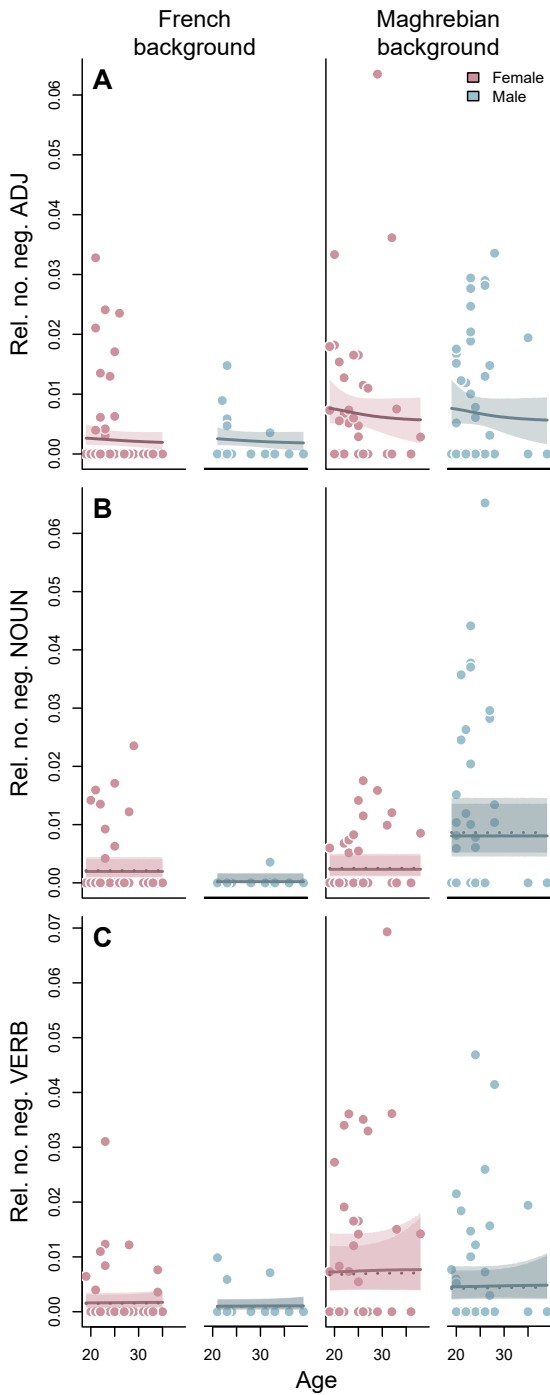 French
background
Maghrebian
background
A
Female
Male
Rel. no. neg. ADJ
0.00
0.01
0.02
0.03
0.04
0.05
0.06
B
Rel. no. neg. NOUN
0.00
0.01
0.02
0.03
0.04
0.05
0.06
C
Rel. no. neg. VERB
0.00
0.01
0.02
0.03
0.04
0.05
0.06
0.07
20 30 20 30 20 30 20 30
Age